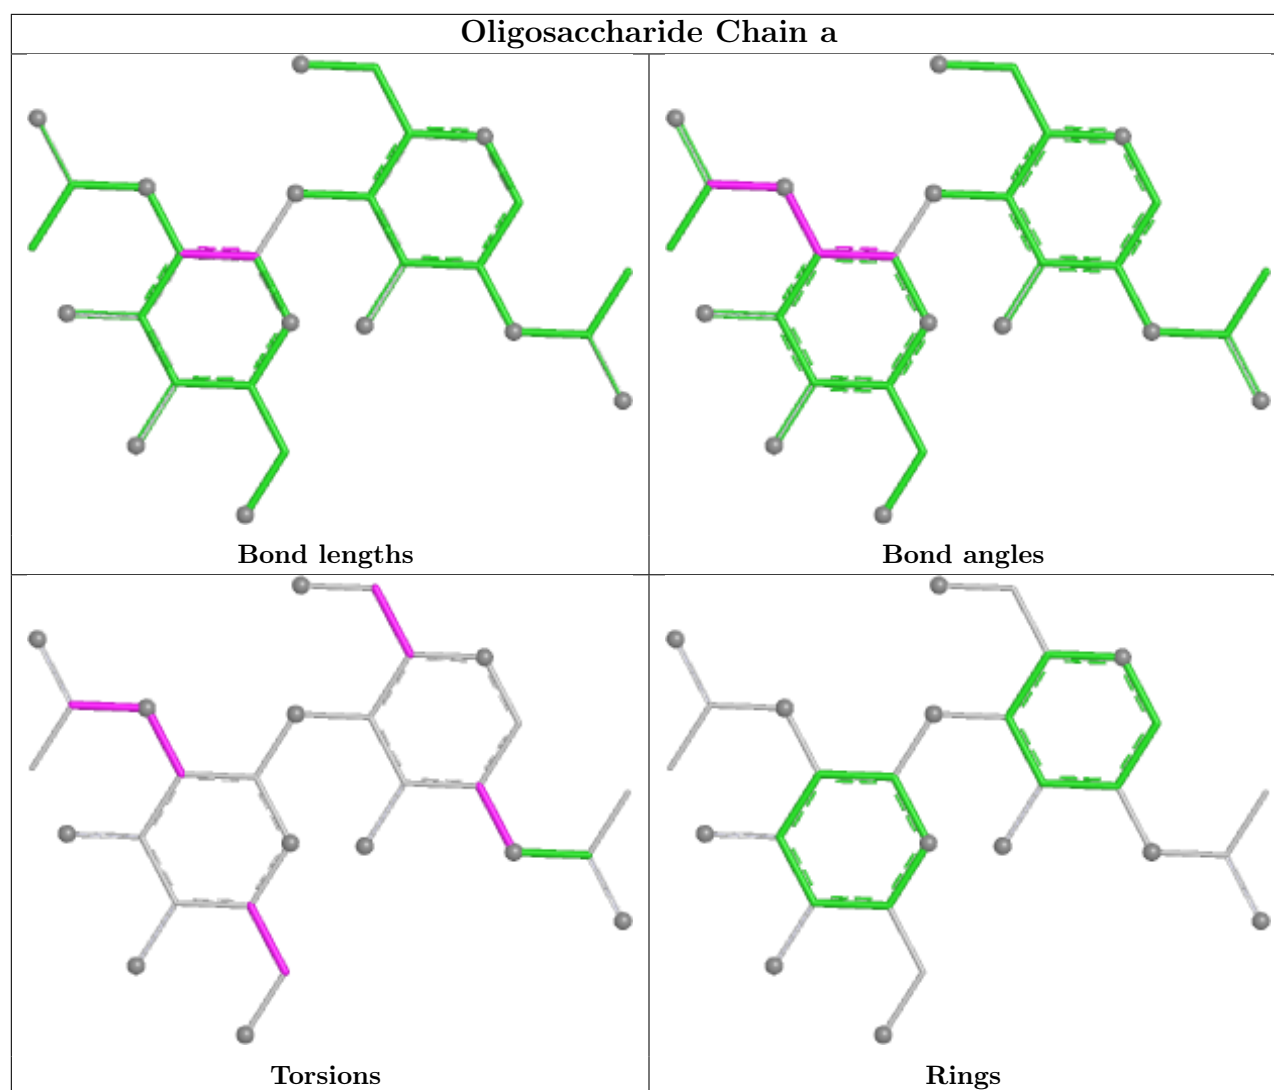 Oligosaccharide Chain a
Bond lengths
Bond angles
Torsions
Rings